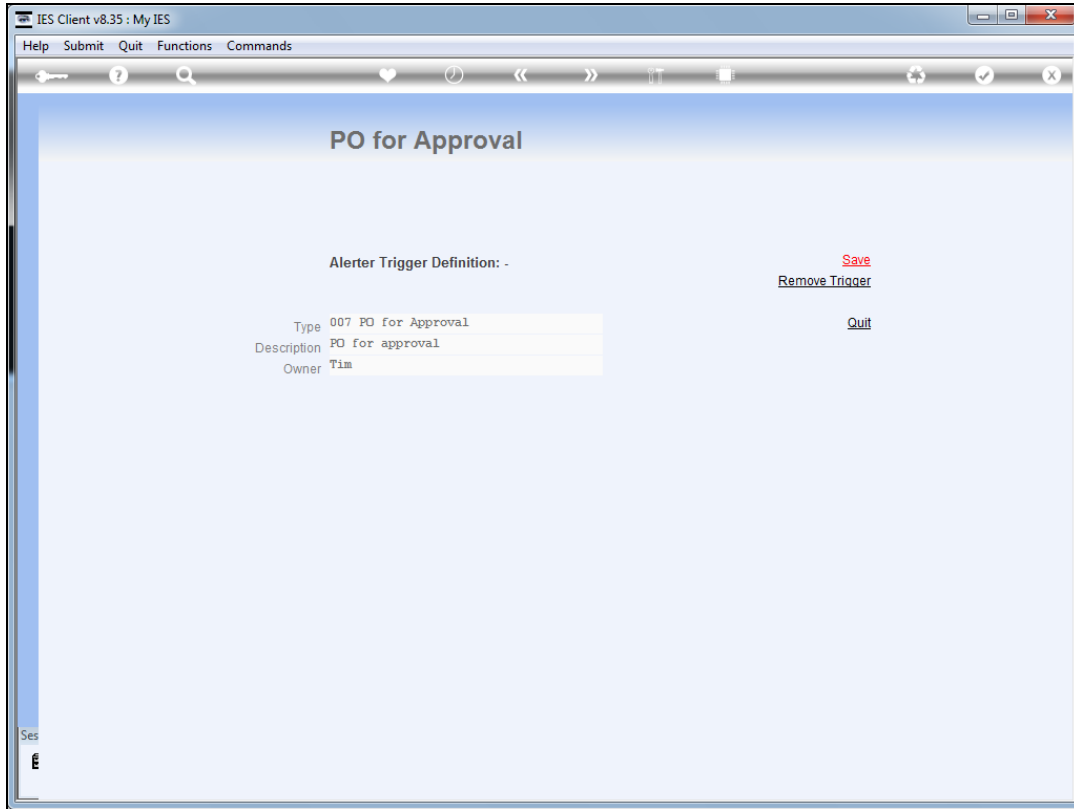 IES Client v8.35 : My IES
Help Submit Quit Functions Commands
PO for Approval
Alerter Trigger Definition: -
Save
Remove Trigger
Type 007 PO for Approval
Quit
Description PO for approval
Owner Tim
Ses